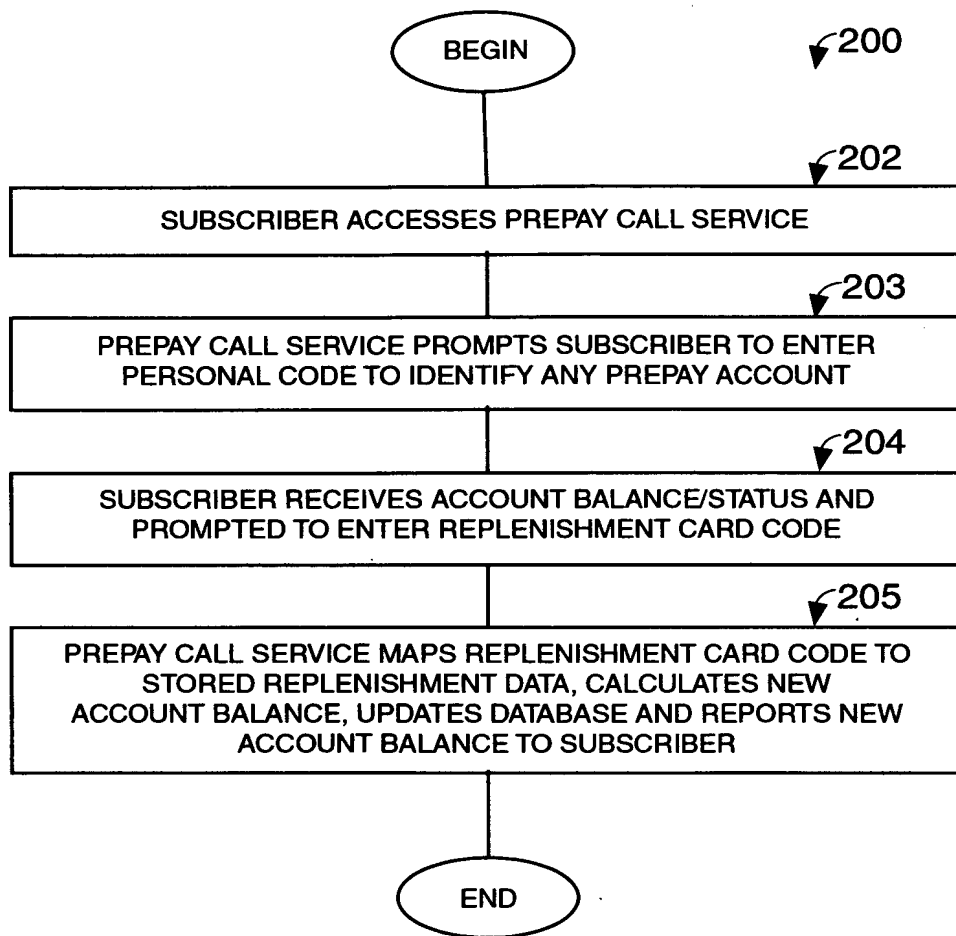 BEGIN
200
202
SUBSCRIBER ACCESSES PREPAY CALL SERVICE
203
PREPAY CALL SERVICE PROMPTS SUBSCRIBER TO ENTER
PERSONAL CODE TO IDENTIFY ANY PREPAY ACCOUNT
204
SUBSCRIBER RECEIVES ACCOUNT BALANCE/STATUS AND
PROMPTED TO ENTER REPLENISHMENT CARD CODE
205
PREPAY CALL SERVICE MAPS REPLENISHMENT CARD CODE TO
STORED REPLENISHMENT DATA, CALCULATES NEW
ACCOUNT BALANCE, UPDATES DATABASE AND REPORTS NEW
ACCOUNT BALANCE TO SUBSCRIBER
END